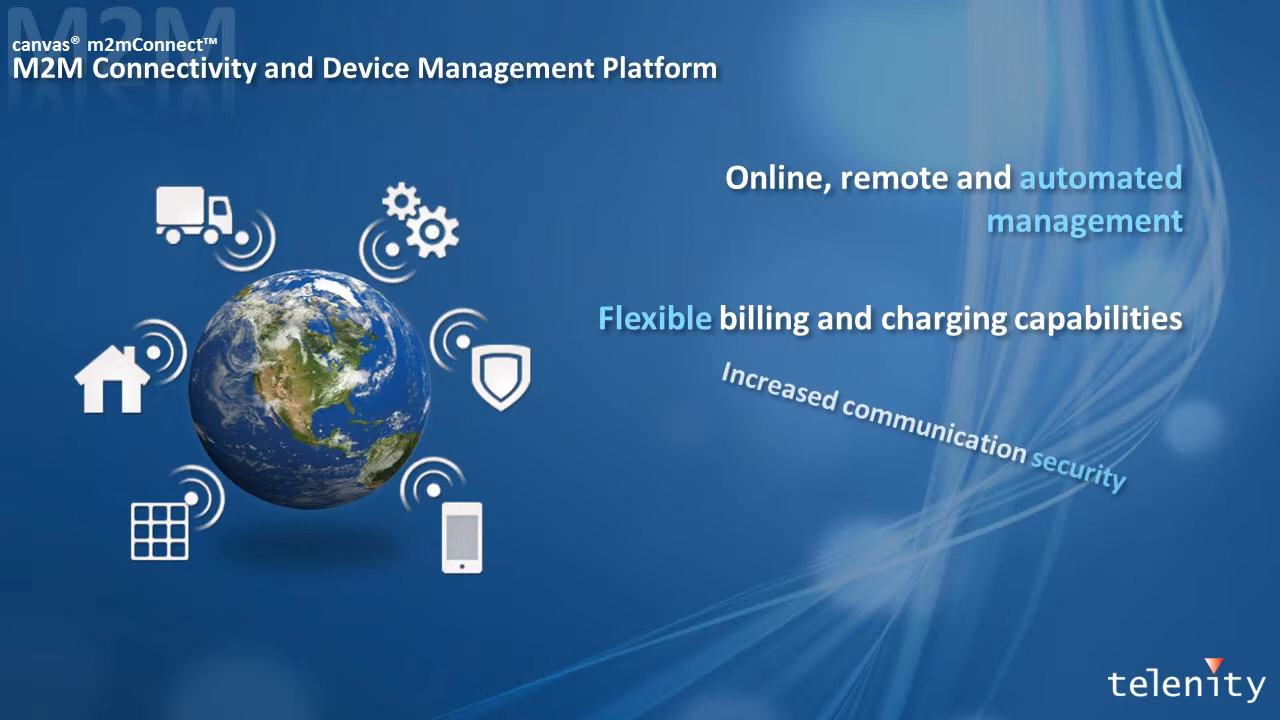 M2M
canvas® m2mConnect™
M2M Connectivity and Device Management Platform
Online, remote and automated
management
Flexible billing and charging capabilities
Increased communication security
telenity